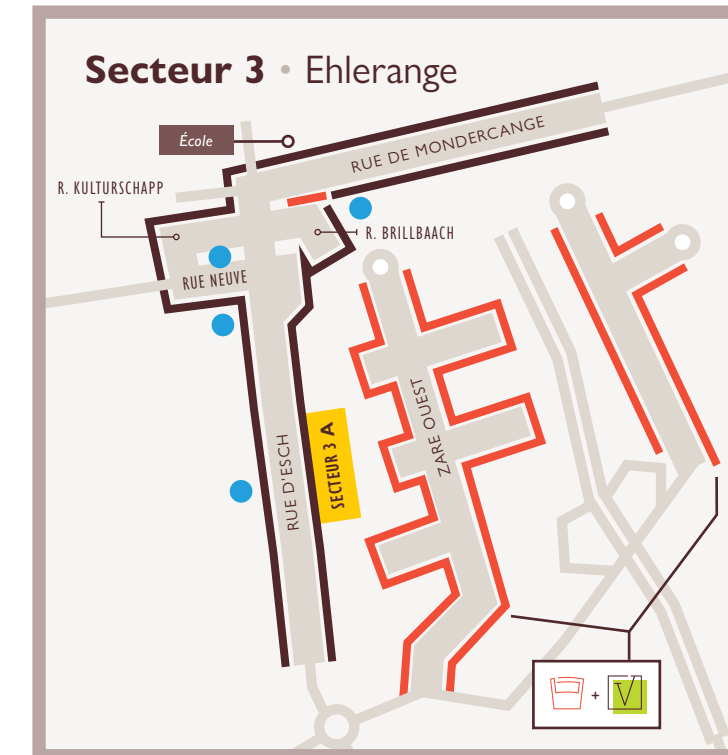 Secteur 3 • Ehlerange
École
RUE DE MONDERCANGE
R. KULTURSCHAPP
R. BRILLBAACH
RUE NEUVE
ZARE OUEST
SECTEUR 3 A
RUE D'ESCH
+ V